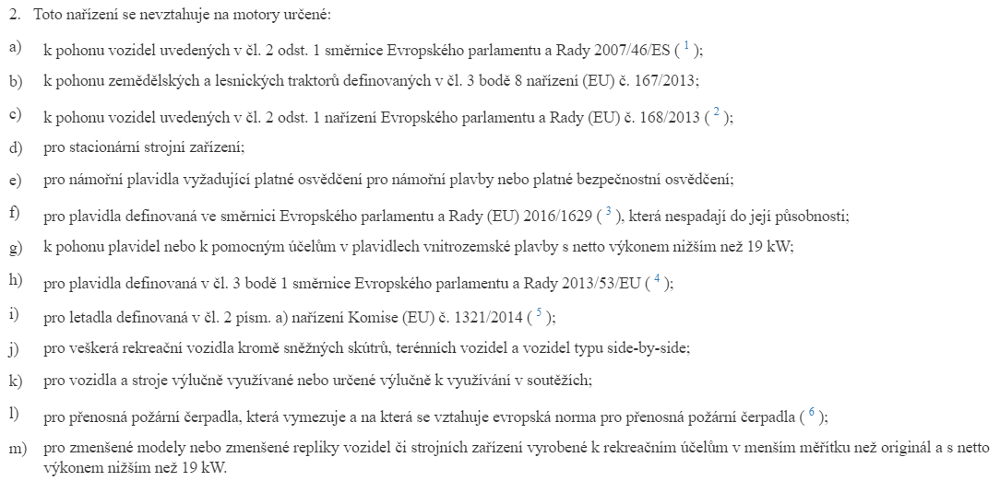 2. Toto nařízení se nevztahuje na motory určené:
a) k pohonu vozidel uvedených v čl. 2 odst. 1 směrnice Evropského parlamentu a Rady 2007/46/ES ( 1 );
b) k pohonu zemědělských a lesnických traktorů definovaných v čl. 3 bodě 8 nařízení (EU) č. 167/2013;
c) k pohonu vozidel uvedených v čl. 2 odst. 1 nařízení Evropského parlamentu a Rady (EU) č. 168/2013 ( 2 );
d) pro stacionární strojní zařízení;
e) pro námořní plavidla vyžadující platné osvědčení pro námořní plavby nebo platné bezpečnostní osvědčení;
f) pro plavidla definovaná ve směrnici Evropského parlamentu a Rady (EU) 2016/1629 ( 3 ), která nespadají do její působnosti;
g) k pohonu plavidel nebo k pomocným účelům v plavidlech vnitrozemské plavby s netto výkonem nižším než 19 kW;
h) pro plavidla definovaná v čl. 3 bodě 1 směrnice Evropského parlamentu a Rady 2013/53/EU ( 4 );
i) pro letadla definovaná v čl. 2 písm. a) nařízení Komise (EU) č. 1321/2014 ( 5 );
j) pro veškerá rekreační vozidla kromě sněžných skútrů, terénních vozidel a vozidel typu side-by-side;
k) pro vozidla a stroje výlučně využívané nebo určené výlučně k využívání v soutěžích;
l) pro přenosná požární čerpadla, která vymezuje a na která se vztahuje evropská norma pro přenosná požární čerpadla ( 6 );
m) pro zmenšené modely nebo zmenšené repliky vozidel či strojních zařízení vyrobené k rekreačním účelům v menším měřítku než originál a s netto
výkonem nižším než 19 kW.